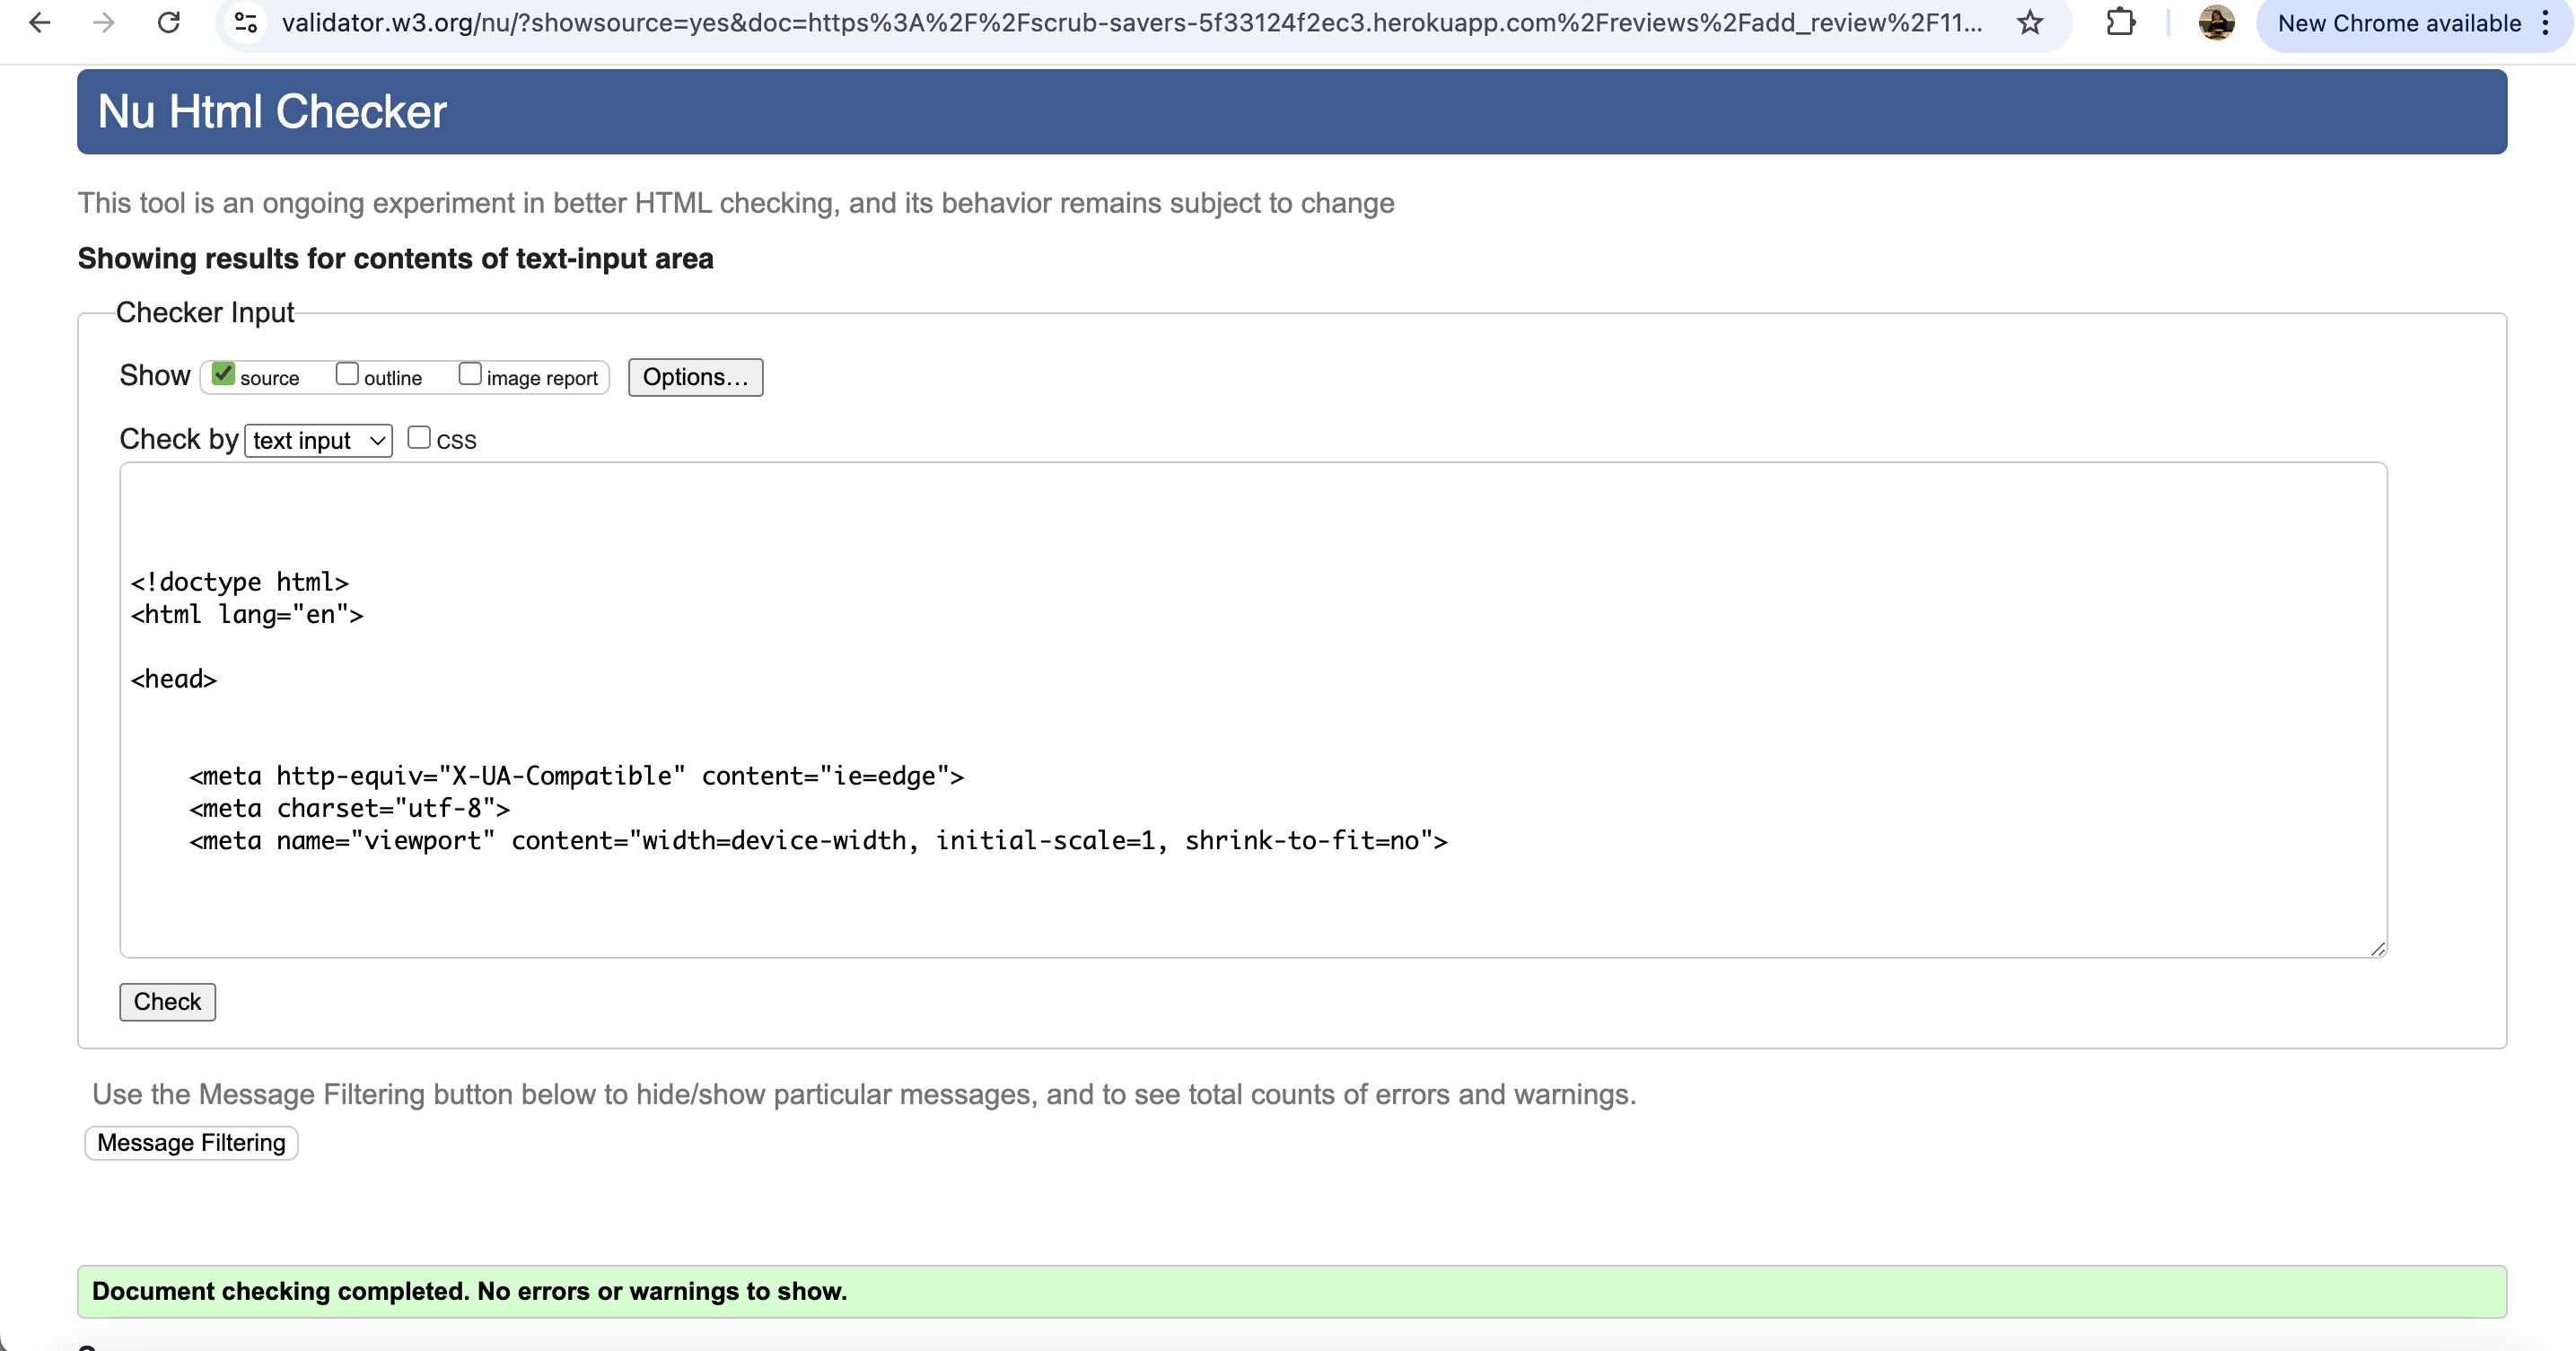 validator.w3.org/nu/?showsource=yes&doc=https%3A%2F%2Fscrub-savers-5f33124f2ec3.herokuapp.com%2Freviews%2Fadd_review%2F11...
New Chrome available
Nu Html Checker
This tool is an ongoing experiment in better HTML checking, and its behavior remains subject to change
Showing results for contents of text-input area
Checker Input
Show source outline image report Options...
Check by text input CSS
<!doctype html>
<html lang="en">
<head>
<meta http-equiv="X-UA-Compatible" content="ie=edge">
<meta charset="utf-8">
<meta name="viewport" content="width=device-width, initial-scale=1, shrink-to-fit=no">
Check
Use the Message Filtering button below to hide/show particular messages, and to see total counts of errors and warnings.
Message Filtering
Document checking completed. No errors or warnings to show.